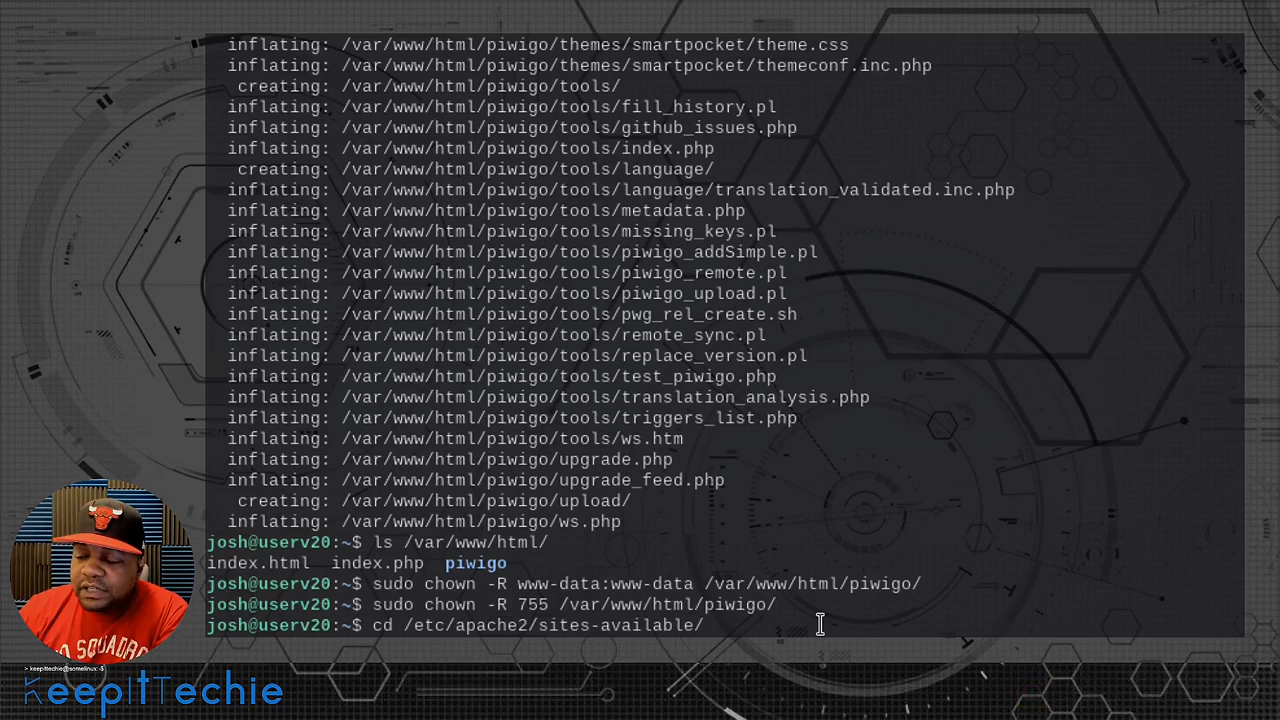 inflating: /var/www/html/piwigo/themes/smartpocket/theme.css
inflating: /var/www/html/piwigo/themes/smartpocket/themeconf.inc.php
creating: /var/www/html/piwigo/tools/
inflating: /var/www/html/piwigo/tools/fill_history.pl
inflating: /var/www/html/piwigo/tools/github_issues.php
inflating: /var/www/html/piwigo/tools/index.php
creating: /var/www/html/piwigo/tools/language/
inflating: /var/www/html/piwigo/tools/language/translation_validated.inc.php
inflating: /var/www/html/piwigo/tools/metadata.php
inflating: /var/www/html/piwigo/tools/missing_keys.pl
inflating: /var/www/html/piwigo/tools/piwigo_addSimple.pl
inflating: /var/www/html/piwigo/tools/piwigo_remote.pl
inflating: /var/www/html/piwigo/tools/piwigo_upload.pl
inflating: /var/www/html/piwigo/tools/pwg_rel_create.sh
inflating: /var/www/html/piwigo/tools/remote_sync.pl
inflating: /var/www/html/piwigo/tools/replace_version.pl
inflating: /var/www/html/piwigo/tools/test_piwigo.php
inflating: /var/www/html/piwigo/tools/translation_analysis.php
inflating: /var/www/html/piwigo/tools/triggers_list.php
inflating: /var/www/html/piwigo/tools/ws.htm
inflating: /var/www/html/piwigo/upgrade.php
inflating: /var/www/html/piwigo/upgrade_feed.php
creating: /var/www/html/piwigo/upload/
inflating: /var/www/html/piwigo/ws.php
josh@userv20:~$ ls /var/www/html/
index.html index.php piwigo
josh@userv20:~$ sudo chown -R www-data:www-data /var/www/html/piwigo/
josh@userv20:~$ sudo chown -R 755 /var/www/html/piwigo/
josh@userv20:~$ cd /etc/apache2/sites-available/
> keepittechie@somelinux:-$
KeepItTechie